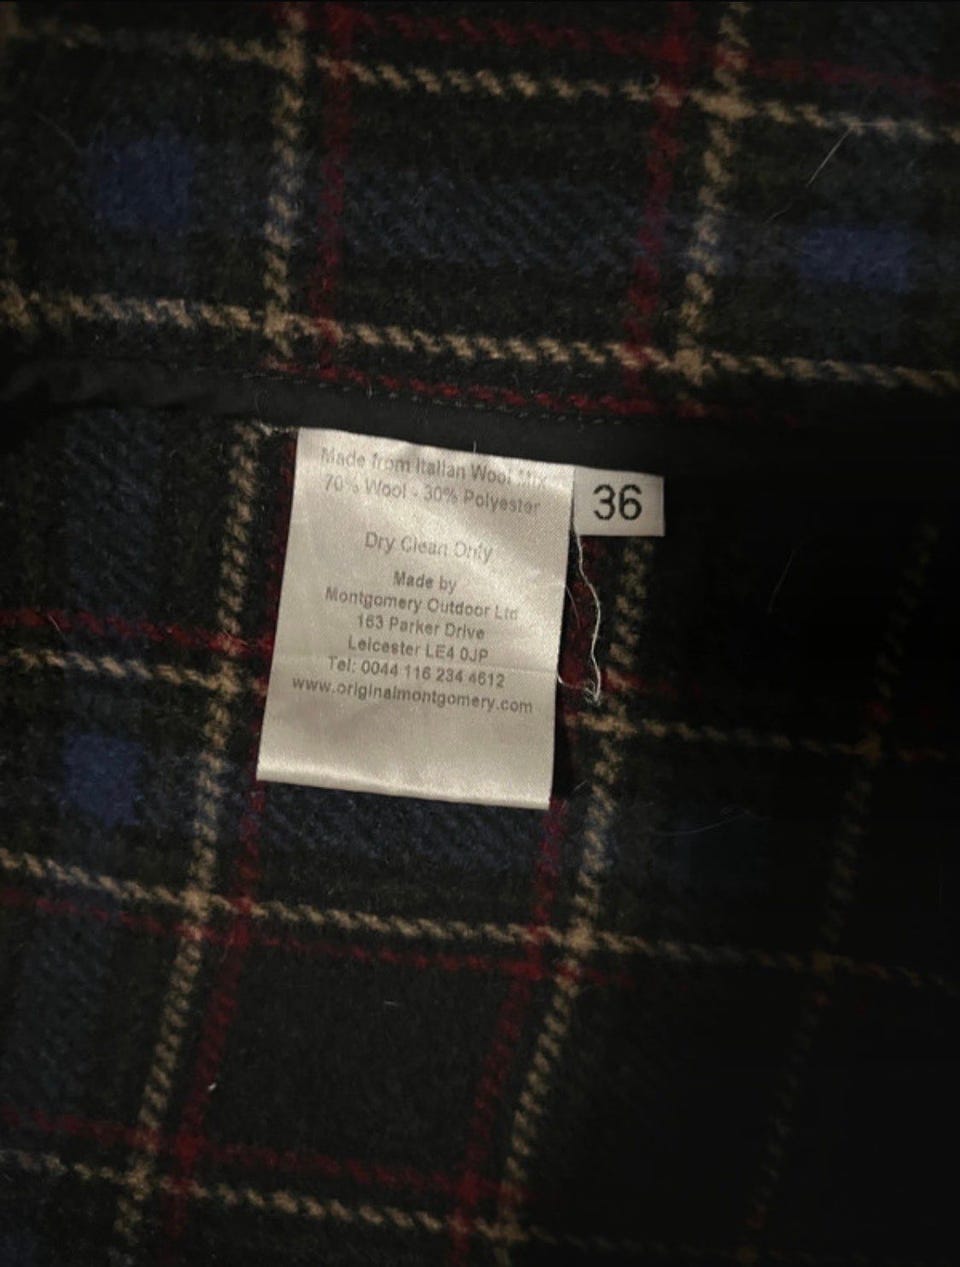 Made from Italian Wool Mix
70% Wool - 30% Polyester
Dry Clean Only
Made by
Montgomery Outdoor Ltd
163 Parker Drive
Leicester LE4 0JP
Tel: 0044 116 234 4612
www.originalmontgomery.com
36